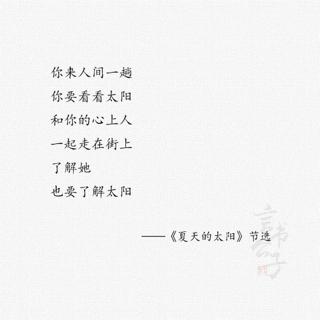 你来人间一趟
你要看看太阳
和你的心上人
一起走在街上
了解她
也要了解太阳
——《夏天的太阳》节选